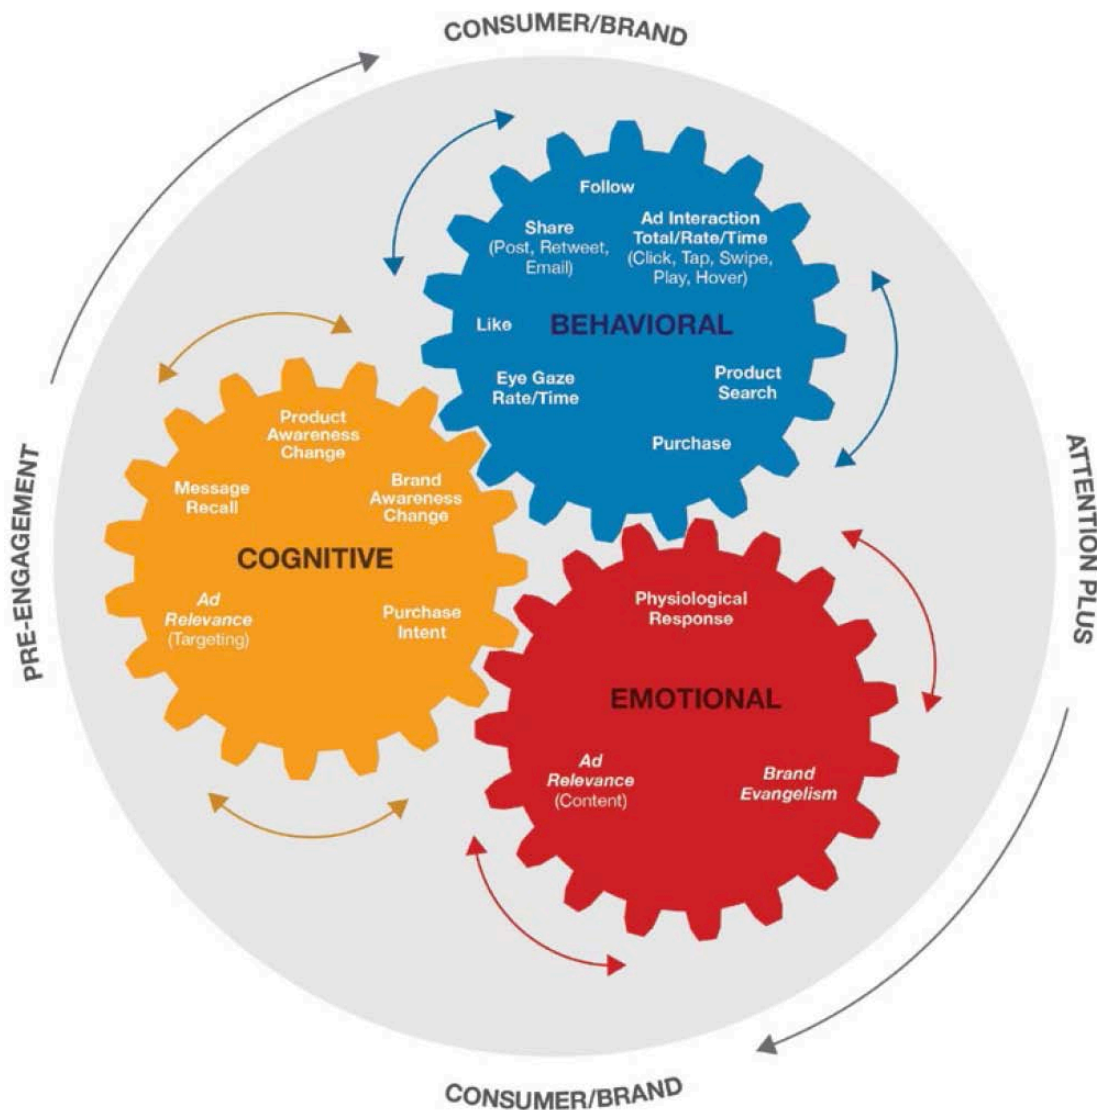 CONSUMER/BRAND
Follow
Share
(Post, Retweet,
Email)
Ad Interaction
Total/Rate/Time
(Click, Tap, Swipe,
Play, Hover)
Like
BEHAVIORAL
Eye Gaze
Rate/Time
Product
Search
Purchase
Product
Awareness
Change
Message
Recall
Brand
Awareness
Change
COGNITIVE
Ad
Relevance
(Targeting)
Purchase
Intent
Physiological
Response
EMOTIONAL
Ad
Relevance
(Content)
Brand
Evangelism
PRE-ENGAGEMENT
ATTENTION PLUS
CONSUMER/BRAND